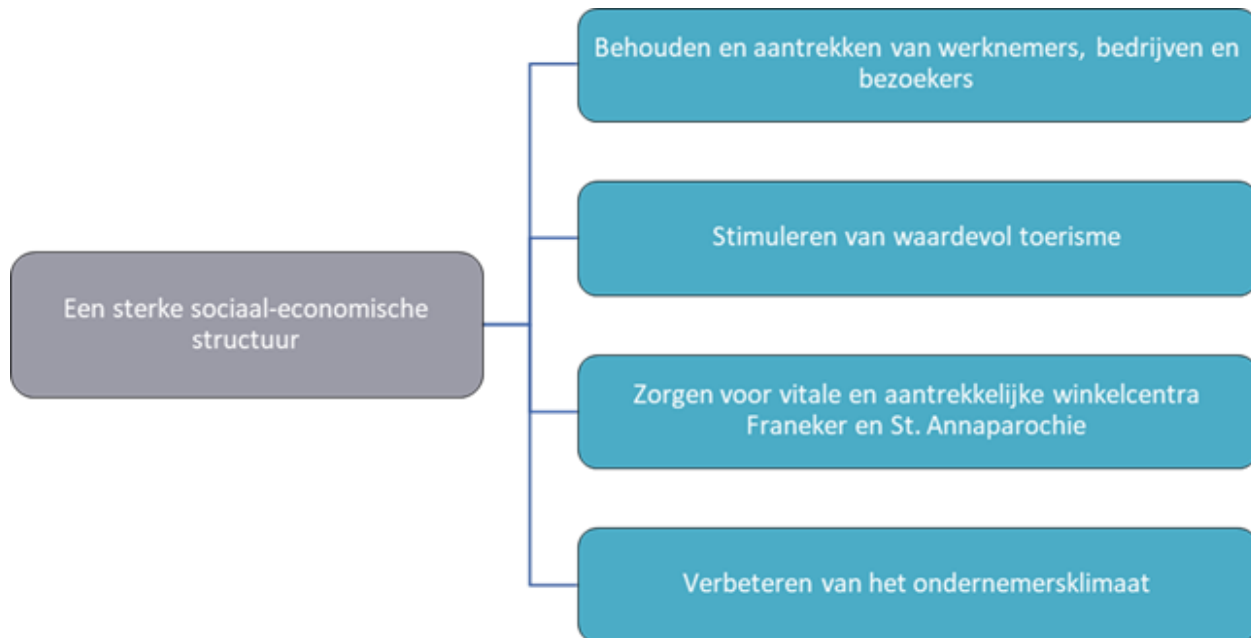 Behouden en aantrekken van werknemers, bedrijven en
bezoekers
Stimuleren van waardevol toerisme
Een sterke sociaal-economische
structuur
Zorgen voor vitale en aantrekkelijke winkelcentra
Franeker en St. Annaparochie
Verbeteren van het ondernemersklimaat